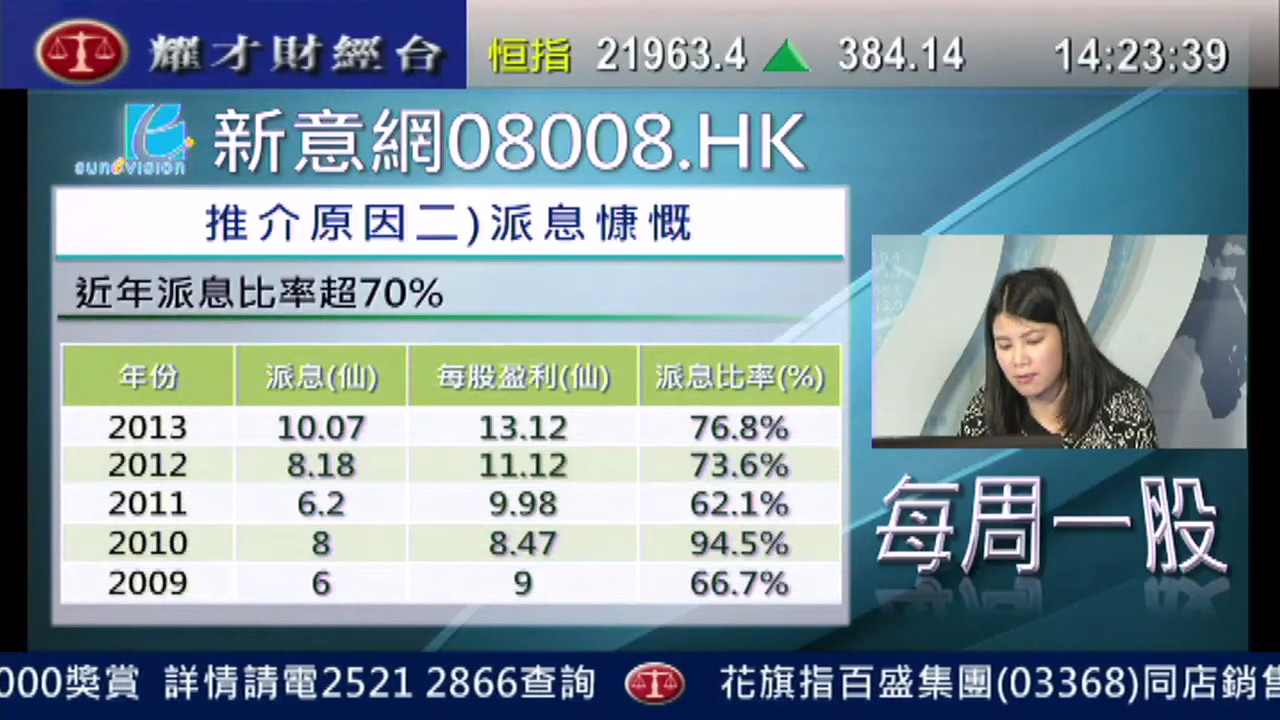 耀才財經台
恒指 21963.4 ▲ 384.14 14:23:39
sunevision
新意網08008.HK
推介原因二)派息慷慨
近年派息比率超70%
年份 派息(仙) 每股盈利(仙) 派息比率(%)
2013 10.07 13.12 76.8%
2012 8.18 11.12 73.6%
2011 6.2 9.98 62.1%
2010 8 8.47 94.5%
2009 6 9 66.7%
每周一股
000獎賞 詳情請電2521 2866查詢 花旗指百盛集團(03368)同店銷售